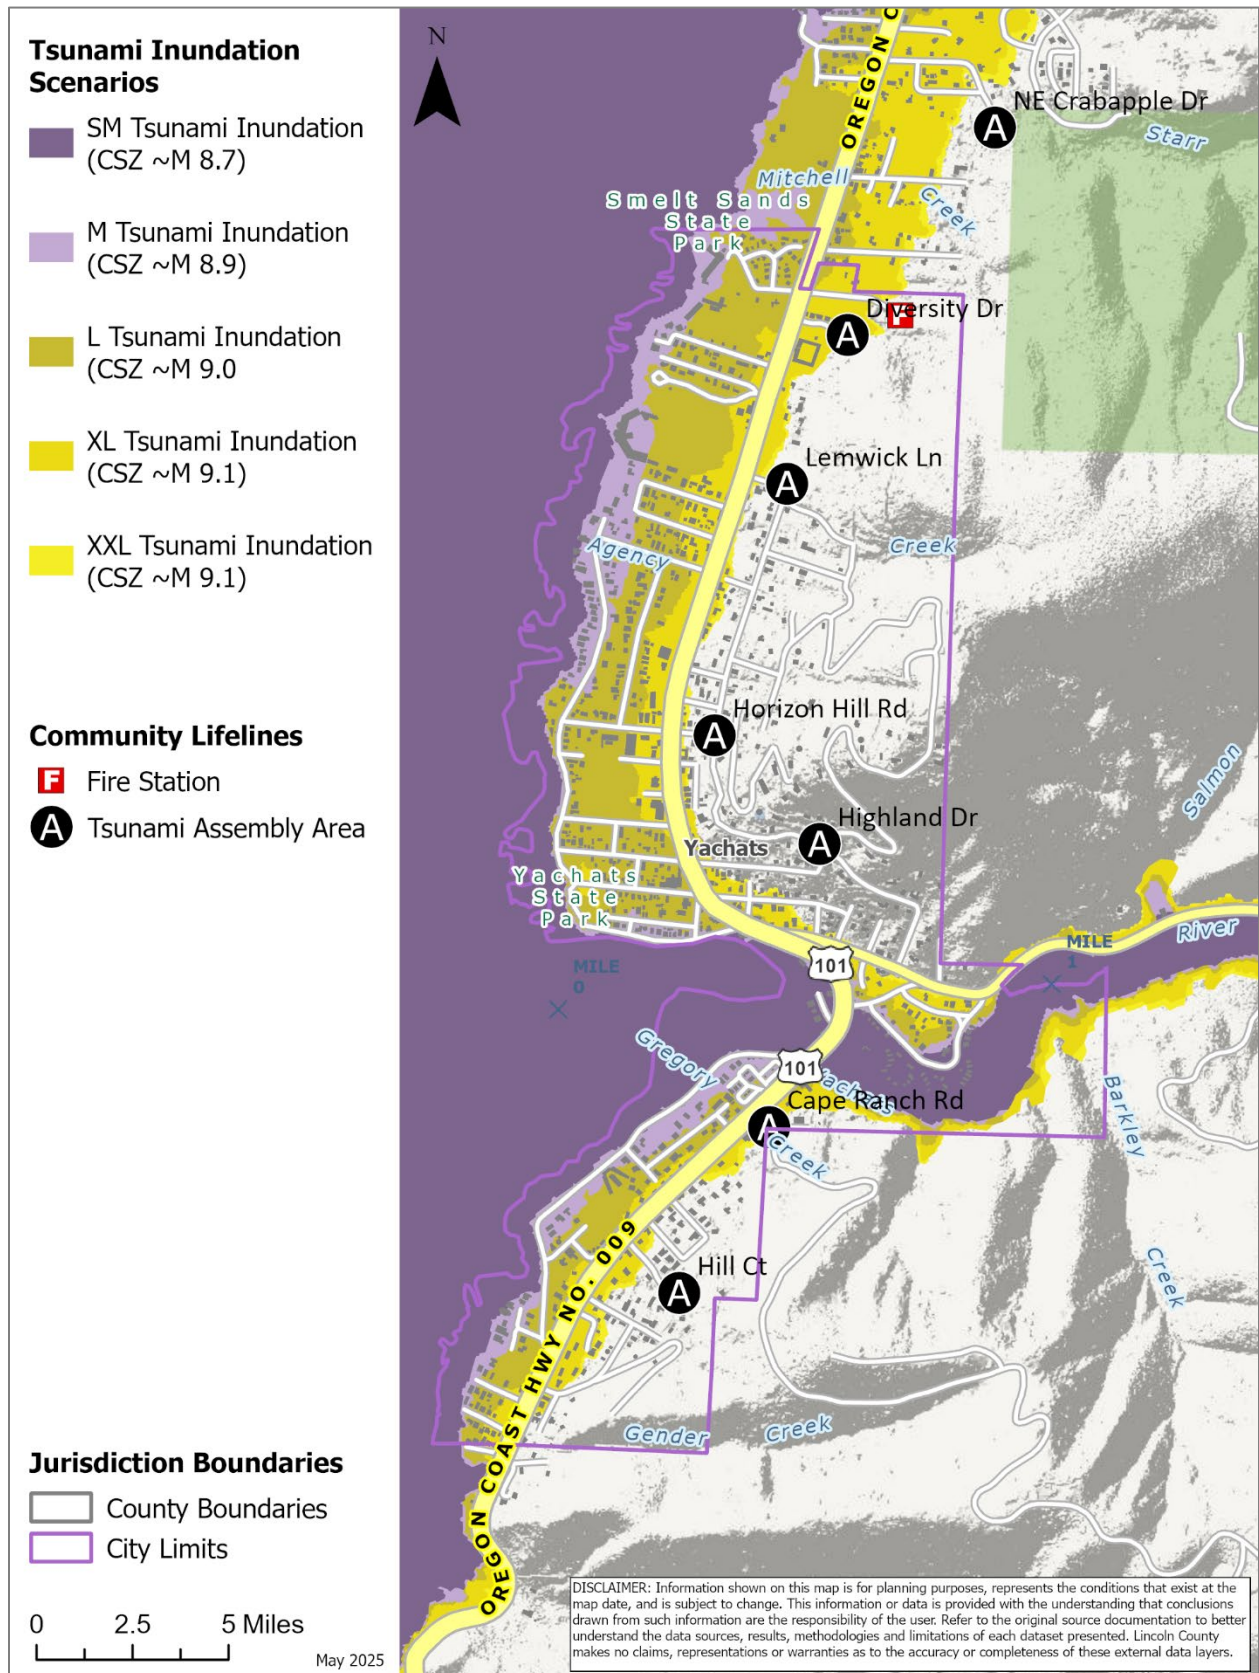 Tsunami Inundation
Scenarios
SM Tsunami Inundation
(CSZ ~M 8.7)
M Tsunami Inundation
(CSZ ~M 8.9)
L Tsunami Inundation
(CSZ ~M 9.0
XL Tsunami Inundation
(CSZ ~M 9.1)
XXL Tsunami Inundation
(CSZ ~M 9.1)
Community Lifelines
F Fire Station
A Tsunami Assembly Area
Jurisdiction Boundaries
County Boundaries
City Limits
0 2.5 5 Miles
May 2025
N
OREGON C
NE Crabapple Dr
A
Starr
Mitchell
Creek
Smelt Sands
State
Park
Diversity Dr
A
F
Lemwick Ln
A
Agency
Creek
Horizon Hill Rd
A
Highland Dr
A
Yachats
Yachats
State
Park
Salmon
River
MILE
0
MILE
1
101
Gregory
101
Yachats
Cape Ranch Rd
A
Creek
Barkley
Creek
Hill Ct
A
OREGON COAST HWY NO. 009
Gender
Creek
DISCLAIMER: Information shown on this map is for planning purposes, represents the conditions that exist at the
map date, and is subject to change. This information or data is provided with the understanding that conclusions
drawn from such information are the responsibility of the user. Refer to the original source documentation to better
understand the data sources, results, methodologies and limitations of each dataset presented. Lincoln County
makes no claims, representations or warranties as to the accuracy or completeness of these external data layers.